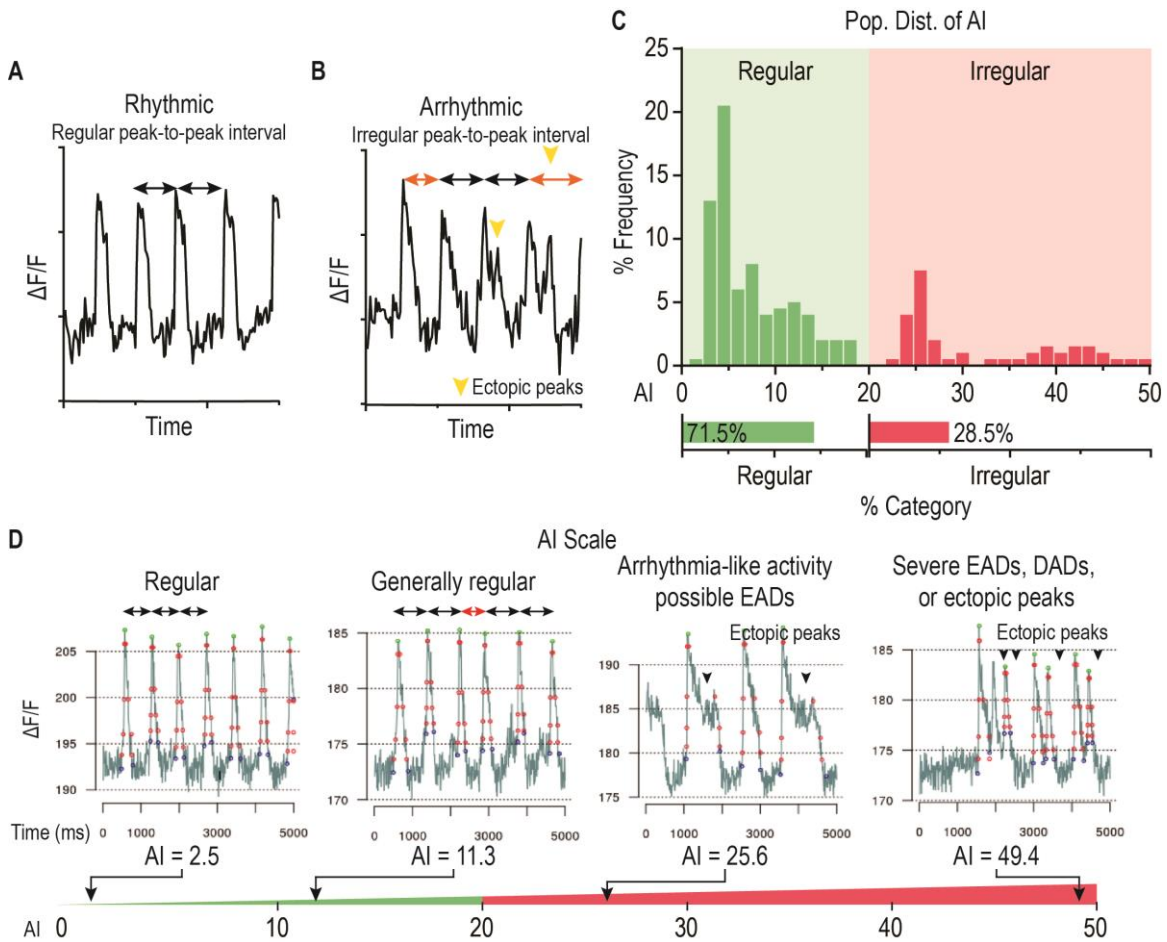 A
Rhythmic
Regular peak-to-peak interval
ΔF/F
Time
B
Arrhythmic
Irregular peak-to-peak interval
ΔF/F
Ectopic peaks
Time
C
Pop. Dist. of AI
Regular
Irregular
% Frequency
25
20
15
10
5
0
AI
0 10 20 30 40 50
71.5%
28.5%
Regular
Irregular
% Category
D
AI Scale
Regular
ΔF/F
205
200
195
190
0 1000 3000 5000
Generally regular
185
180
175
170
0 1000 3000 5000
Arrhythmia-like activity
possible EADs
Ectopic peaks
190
185
180
175
0 1000 3000 5000
Severe EADs, DADs,
or ectopic peaks
Ectopic peaks
185
180
175
170
0 1000 3000 5000
Time (ms)
AI = 2.5
AI = 11.3
AI = 25.6
AI = 49.4
AI
0 10 20 30 40 50